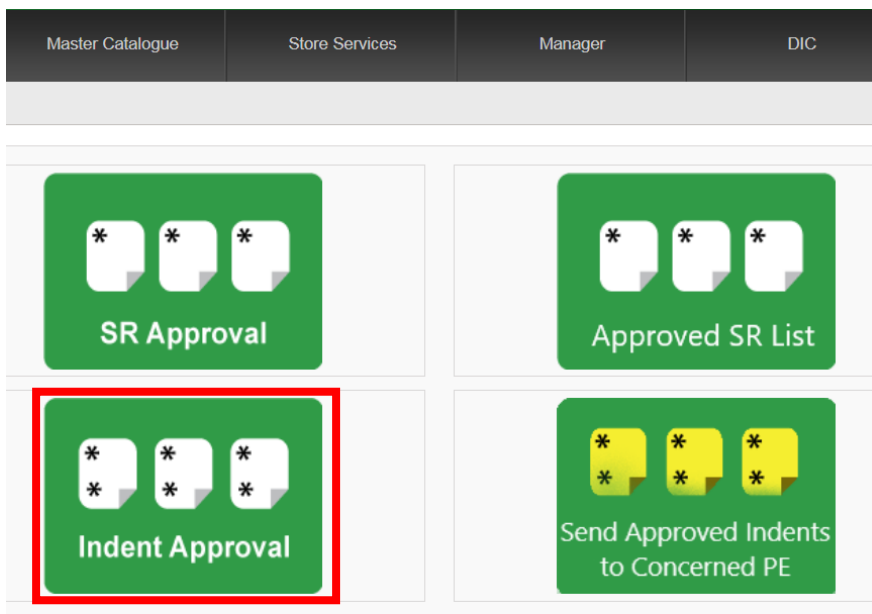 Master Catalogue
Store Services
Manager
DIC
* * *
SR Approval
* * *
Approved SR List
* * *
* * *
Indent Approval
* * *
* * *
Send Approved Indents
to Concerned PE